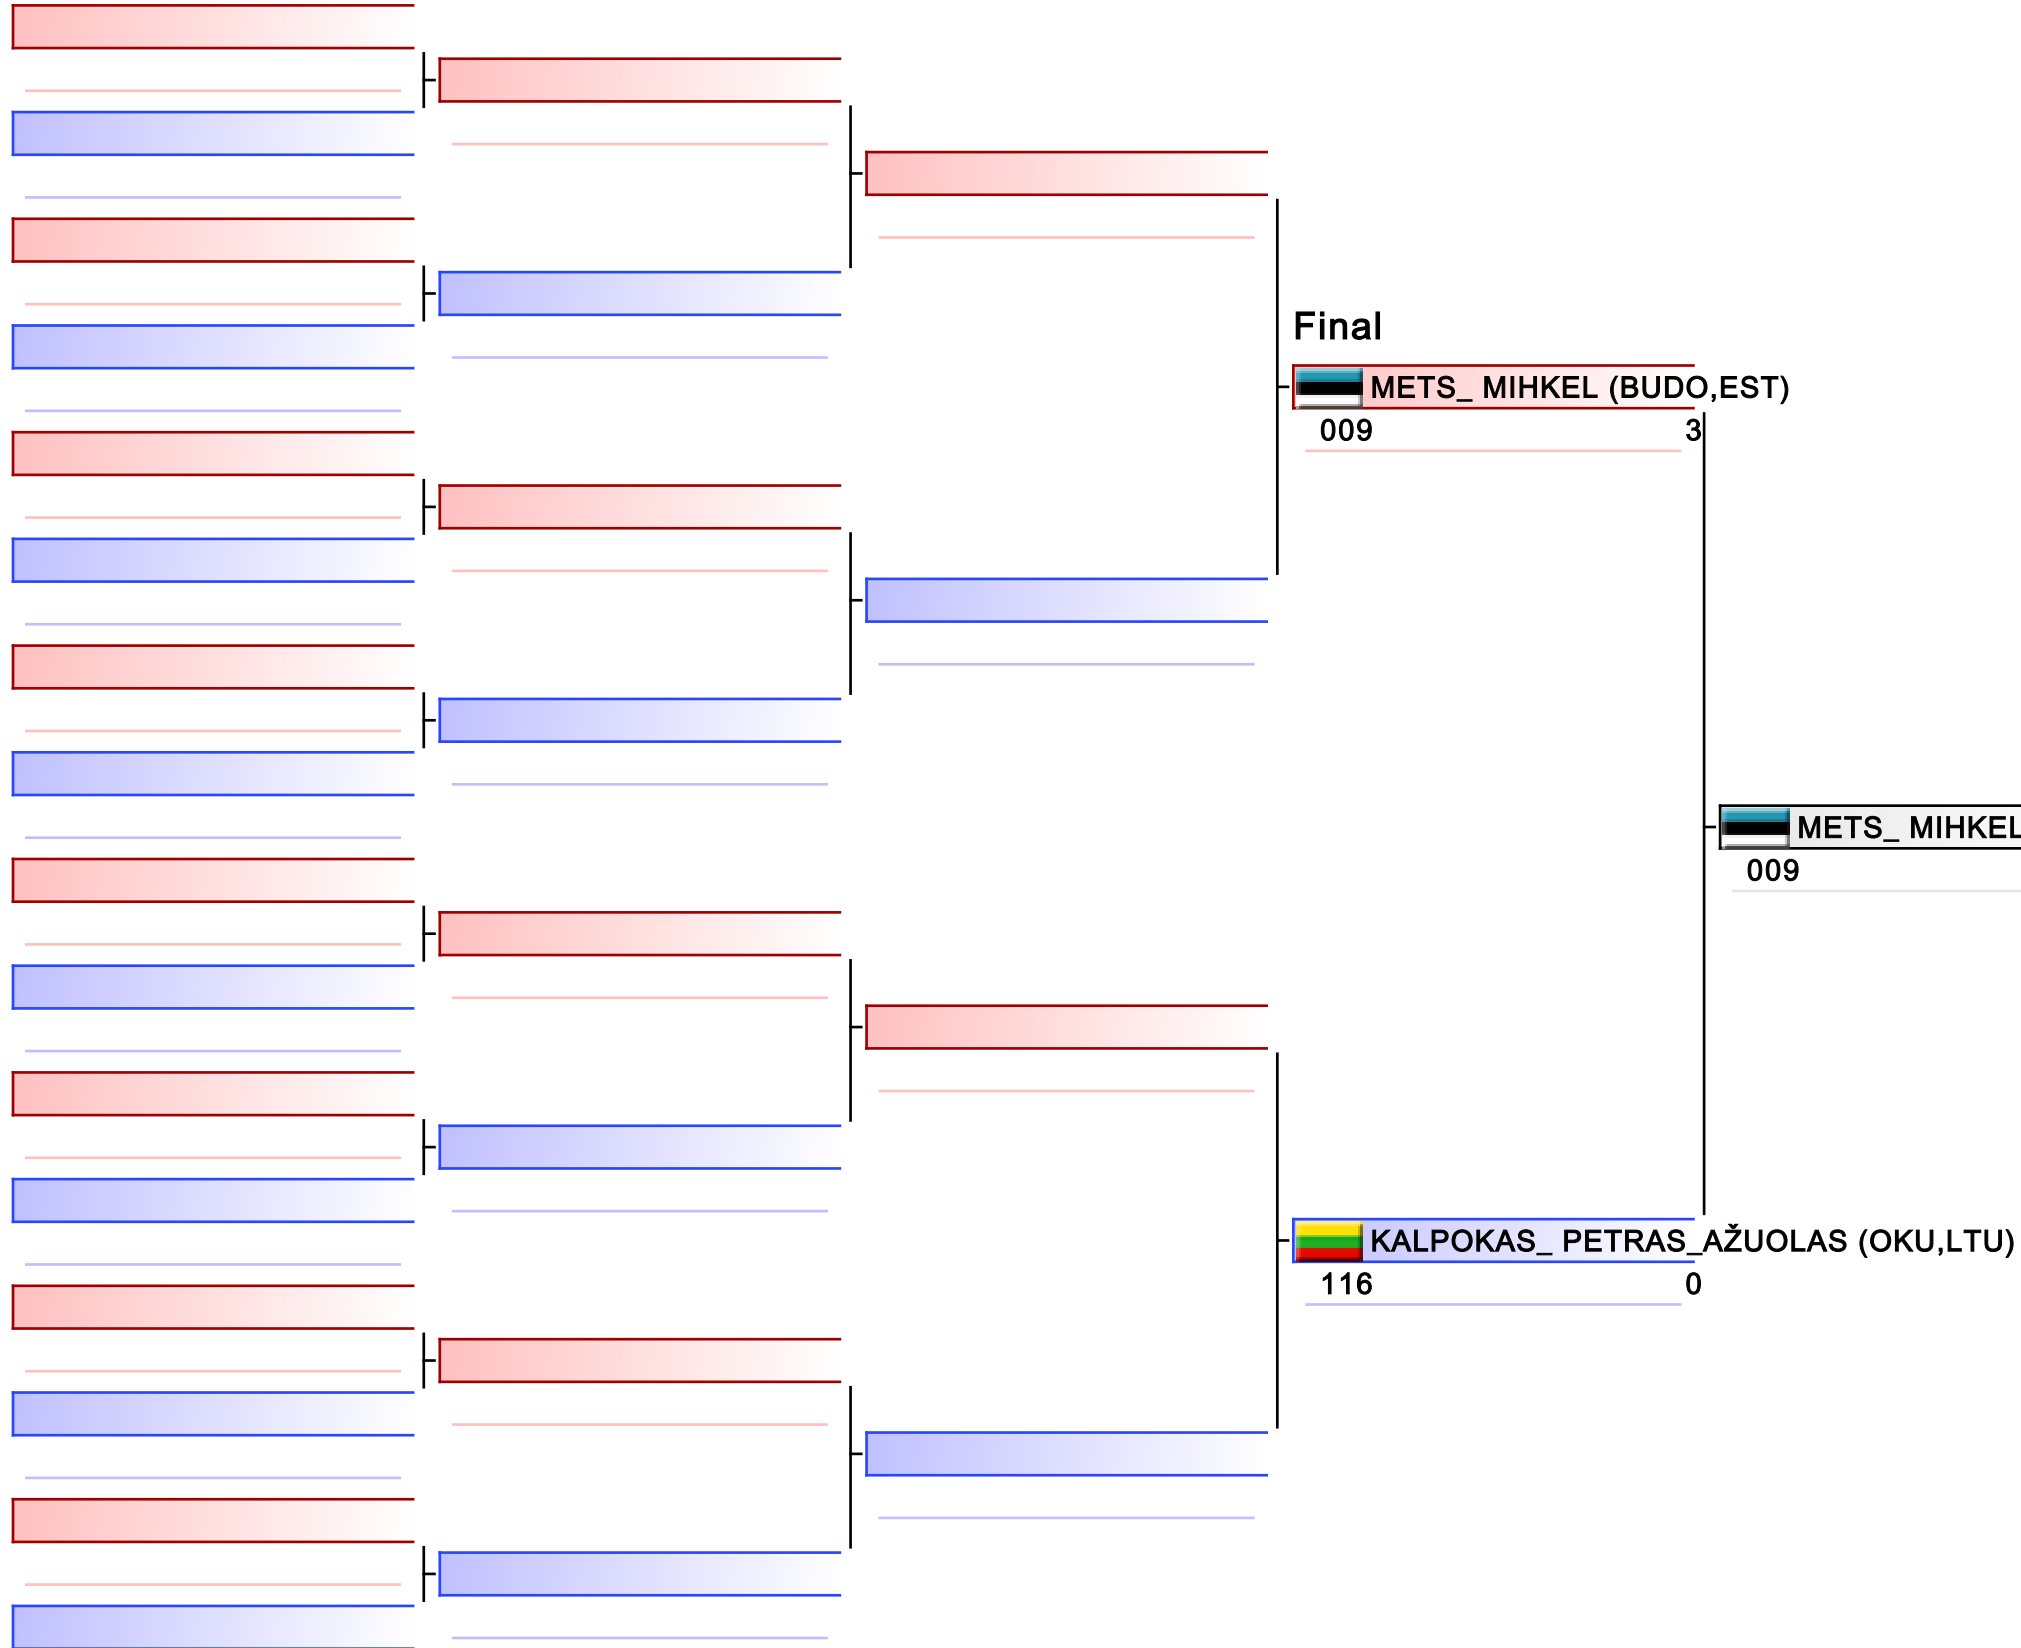 Final
METS_ MIHKEL (BUDO,EST)
009 3
METS_ MIHKEL
009
KALPOKAS_ PETRAS_AŽUOLAS (OKU,LTU)
116 0